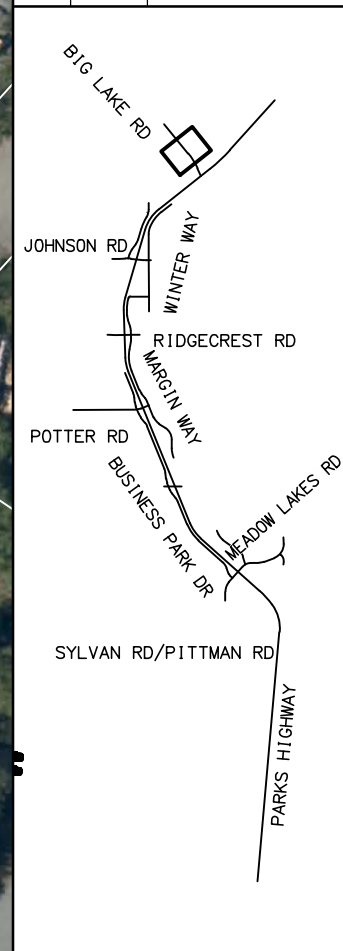 BIG LAKE RD
JOHNSON RD
WINTER WAY
RIDGECREST RD
MARGIN WAY
POTTER RD
BUSINESS PARK DR
MEADOW LAKES RD
SYLVAN RD/PITTMAN RD
PARKS HIGHWAY